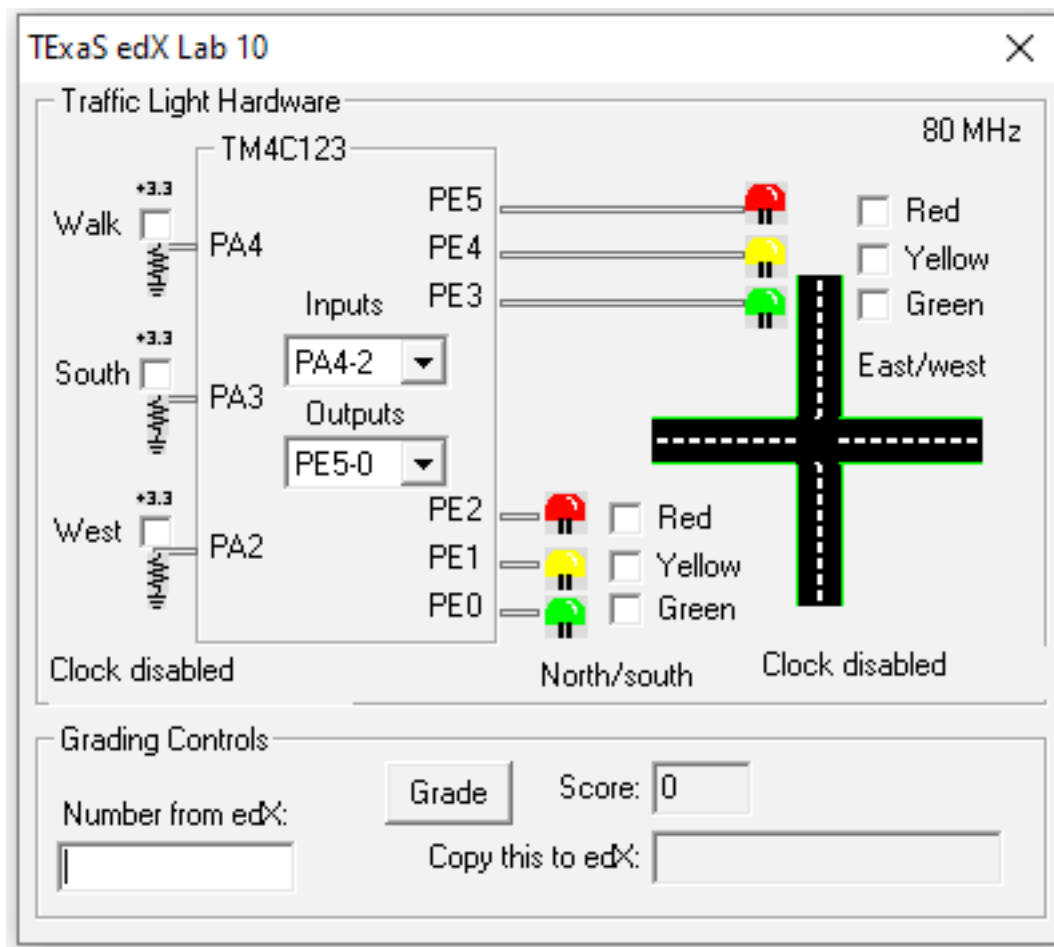 TExaS edX Lab 10
Traffic Light Hardware
80 MHz
TM4C123
+3.3
Walk
PA4
PE5
Red
PE4
Yellow
PE3
Green
Inputs
PA4-2
+3.3
South
PA3
East/west
Outputs
PE5-0
+3.3
West
PA2
PE2
Red
PE1
Yellow
PE0
Green
Clock disabled
North/south
Clock disabled
Grading Controls
Number from edX:
Grade
Score: 0
Copy this to edX: